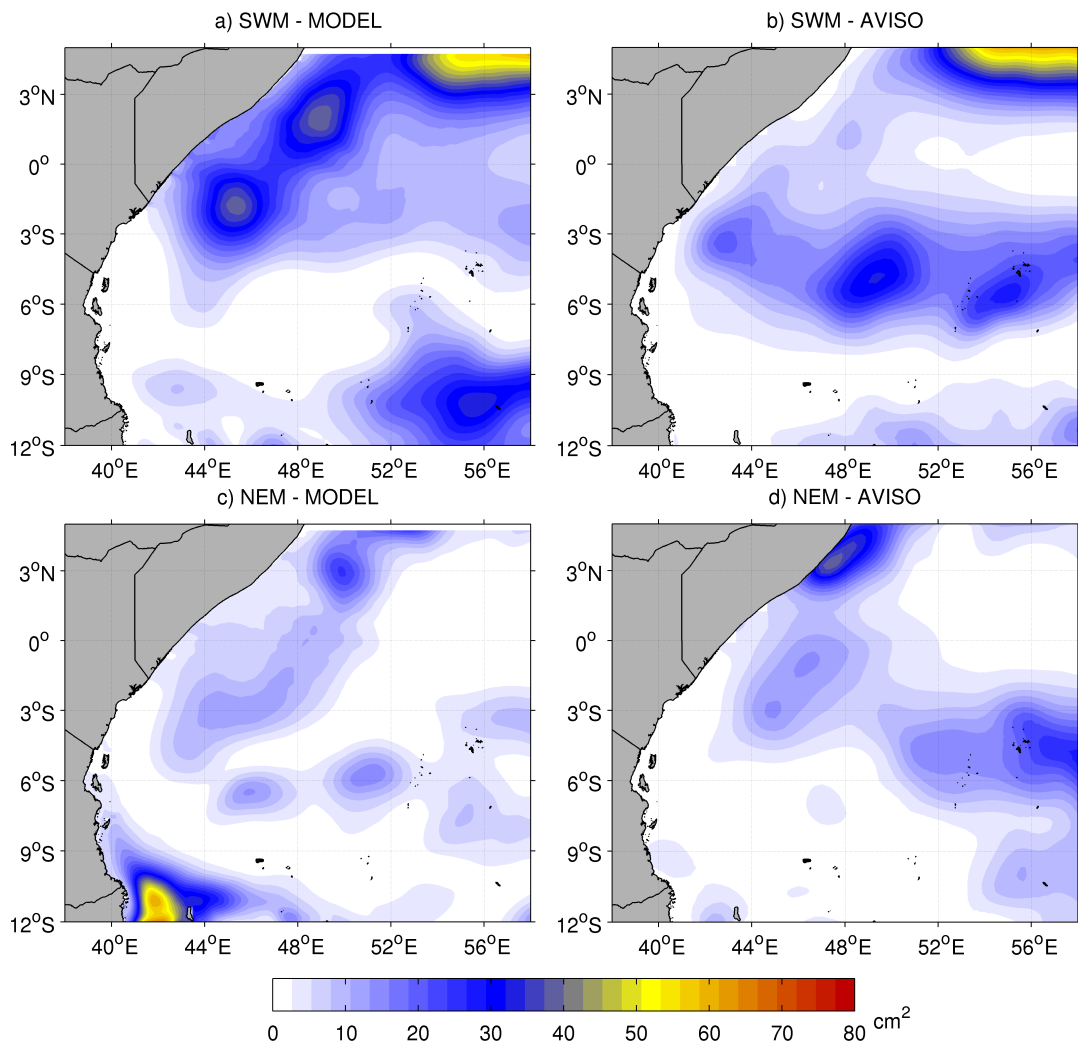 a) SWM - MODEL
b) SWM - AVISO
3°N
0°
3°S
6°S
9°S
12°S
40°E 44°E 48°E 52°E 56°E
3°N
0°
3°S
6°S
9°S
12°S
40°E 44°E 48°E 52°E 56°E
c) NEM - MODEL
d) NEM - AVISO
3°N
0°
3°S
6°S
9°S
12°S
40°E 44°E 48°E 52°E 56°E
3°N
0°
3°S
6°S
9°S
12°S
40°E 44°E 48°E 52°E 56°E
0 10 20 30 40 50 60 70 80
cm²